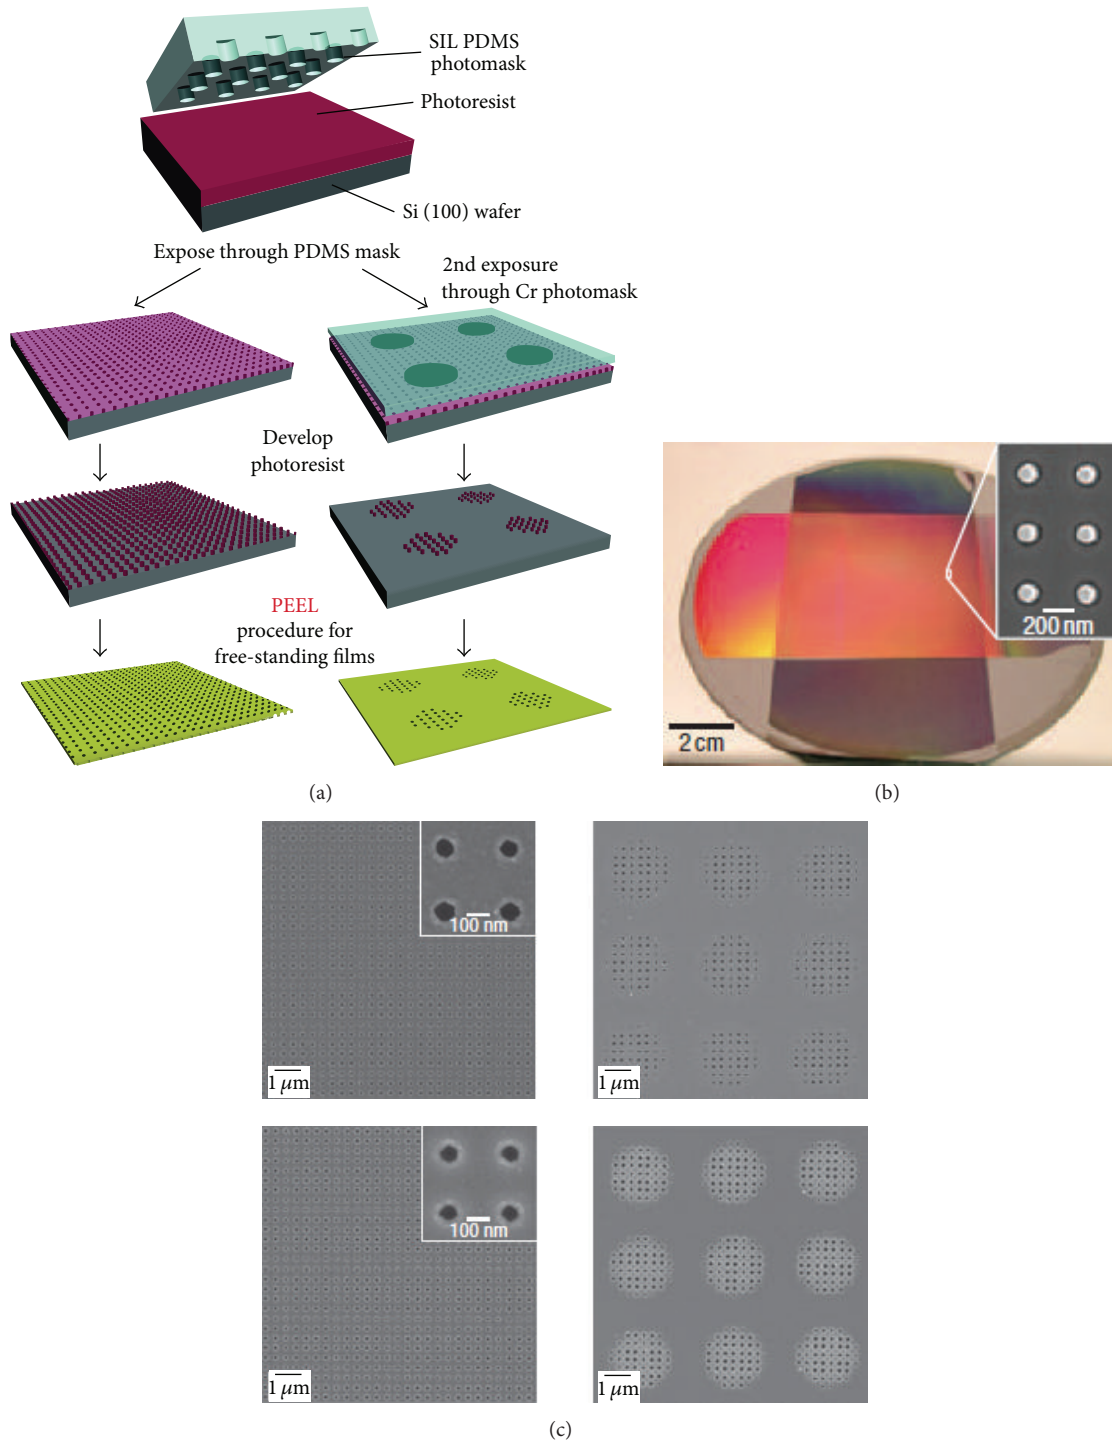 SIL PDMS
photomask
Photoresist
Si (100) wafer
Expose through PDMS mask
2nd exposure
through Cr photomask
Develop
photoresist
PEEL
procedure for
free-standing films
(a)
200 nm
2 cm
(b)
100 nm
1 μm
1 μm
100 nm
1 μm
1 μm
(c)